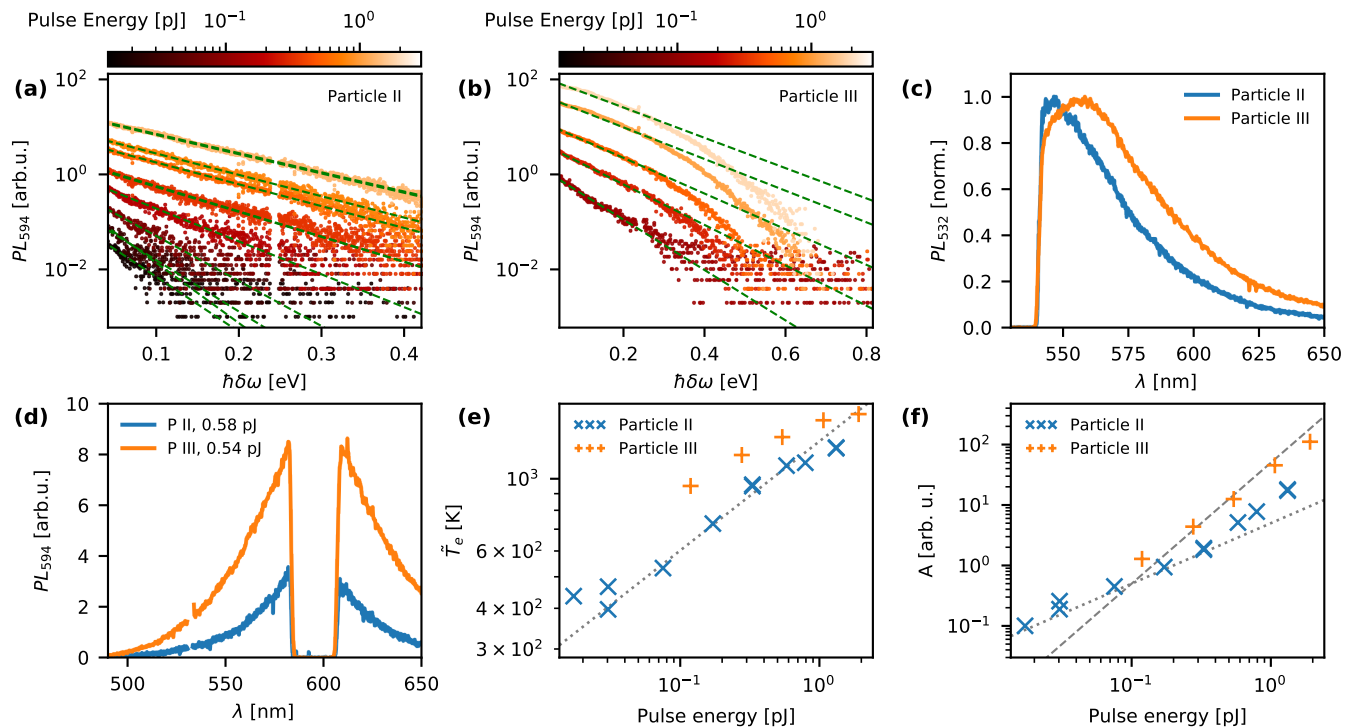 Pulse Energy [pJ] 10⁻¹ 10⁰
Pulse Energy [pJ] 10⁻¹ 10⁰
(a)
Particle II
PL₅₉₄ [arb.u.]
10²
10⁰
10⁻²
0.1 0.2 0.3 0.4
ℏδω [eV]
(b)
Particle III
PL₅₉₄ [arb.u.]
10²
10⁰
10⁻²
0.2 0.4 0.6 0.8
ℏδω [eV]
(c)
Particle II
Particle III
PL₅₃₂ [norm.]
1.0
0.8
0.6
0.4
0.2
0.0
550 575 600 625 650
λ [nm]
(d)
P II, 0.58 pJ
P III, 0.54 pJ
PL₅₉₄ [arb.u.]
10
8
6
4
2
0
500 550 600 650
λ [nm]
(e)
Particle II
Particle III
T̃ₑ [K]
10³
6 × 10²
4 × 10²
3 × 10²
10⁻¹ 10⁰
Pulse energy [pJ]
(f)
Particle II
Particle III
A [arb. u.]
10²
10¹
10⁰
10⁻¹
10⁻¹ 10⁰
Pulse energy [pJ]